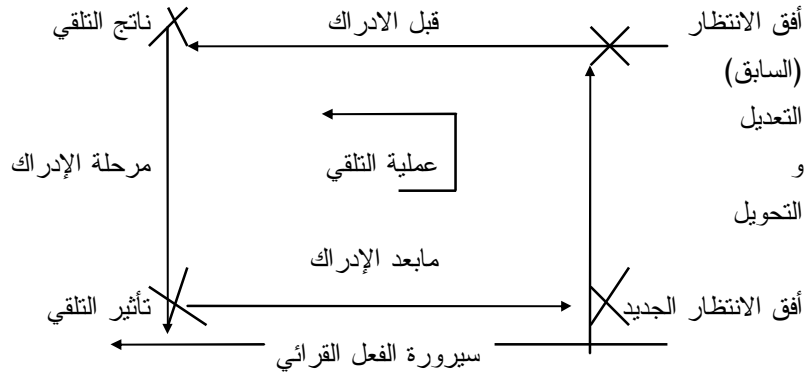 أفق الانتظار قبل الادراك ناتج التلقي
(السابق)
التعديل
و عملية التلقي مرحلة الإدراك
التحويل
مابعد الإدراك
أفق الانتظار الجديد تأثير التلقي
سيرورة الفعل القرائي